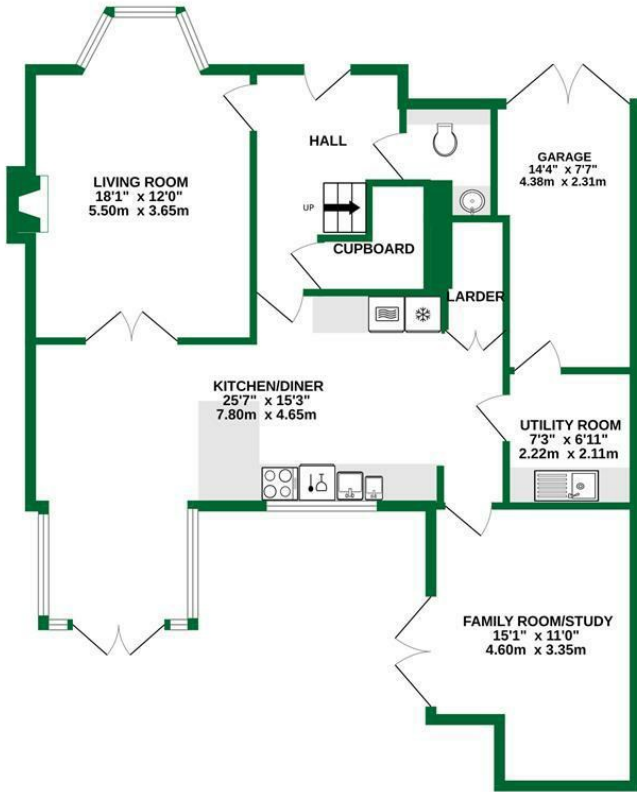 HALL
GARAGE
14'4" x 7'7"
4.38m x 2.31m
LIVING ROOM
18'1" x 12'0"
5.50m x 3.65m
UP
CUPBOARD
LARDER
KITCHEN/DINER
25'7" x 15'3"
7.80m x 4.65m
UTILITY ROOM
7'3" x 6'11"
2.22m x 2.11m
FAMILY ROOM/STUDY
15'1" x 11'0"
4.60m x 3.35m